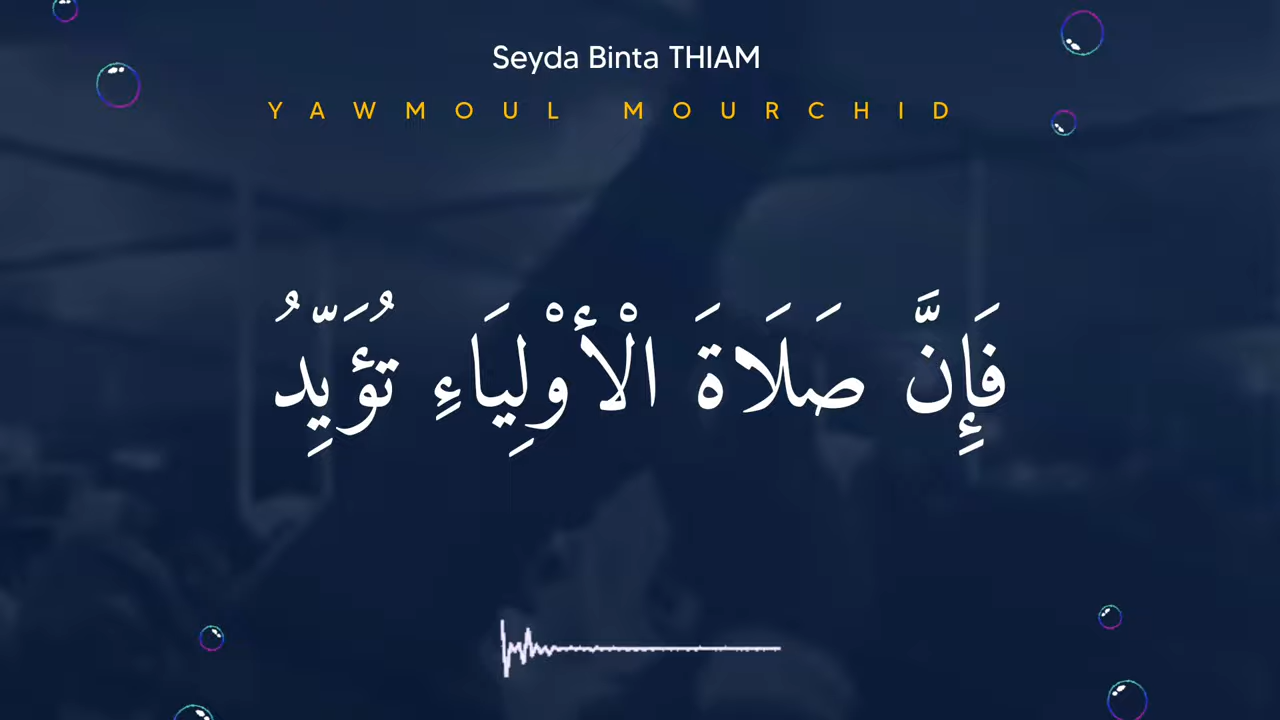 Seyda Binta THIAM
YAWMOUL MOURCHID
فَإِنَّ صَلَاةَ الْأَوْلِيَاءِ تُؤَيِّدُ